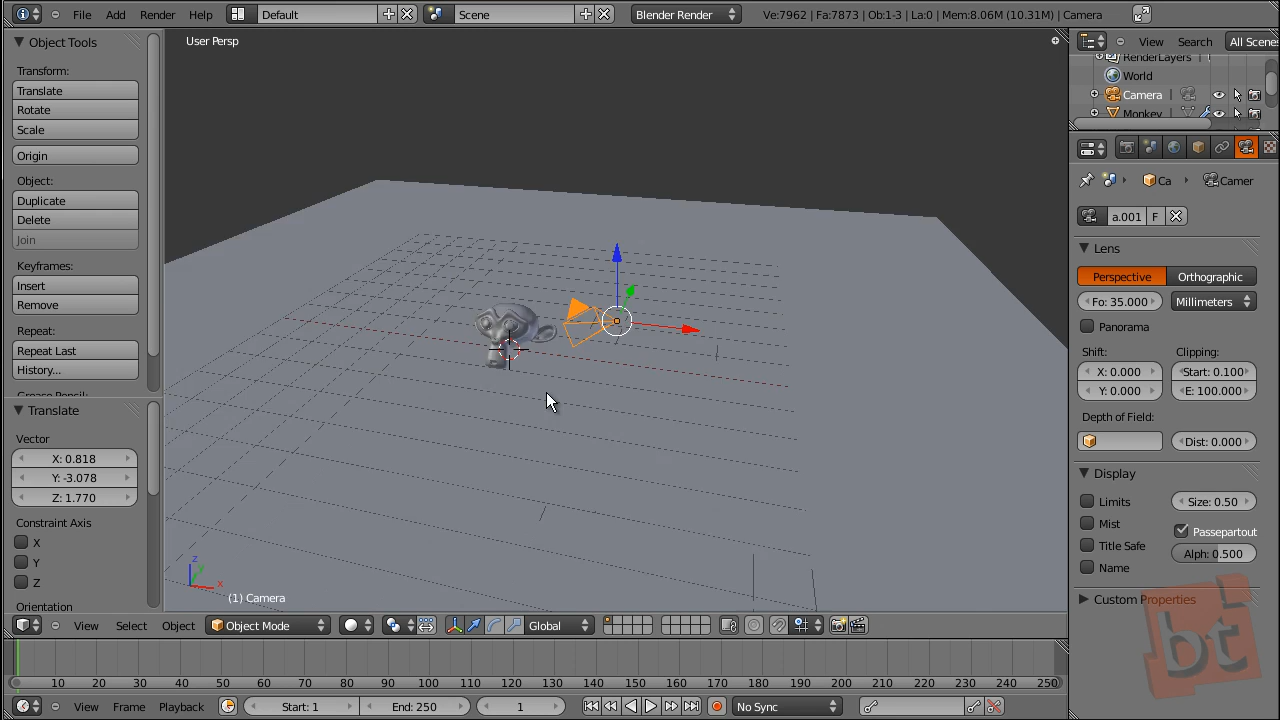 File Add Render Help Default Scene Blender Render Ve:7962 | Fa:7873 | Ob:1-3 | La:0 | Mem:8.06M (10.31M) | Camera
Object Tools
User Persp
View Search All Scenes
RenderLayers
World
Camera
Monkey
Transform:
Translate
Rotate
Scale
Origin
Object:
Duplicate
Delete
Join
Keyframes:
Insert
Remove
Repeat:
Repeat Last
History...
Grease Pencil:
Translate
Vector
X: 0.818
Y: -3.078
Z: 1.770
Constraint Axis
X
Y
Z
Orientation
z
y
x
(1) Camera
Ca Camer
a.001 F
Lens
Perspective Orthographic
Fo: 35.000 Millimeters
Panorama
Shift: Clipping:
X: 0.000 Start: 0.100
Y: 0.000 E: 100.000
Depth of Field:
Dist: 0.000
Display
Limits Size: 0.50
Mist Passepartout
Title Safe Alph: 0.500
Name
Custom Properties
bt
View Select Object Object Mode Global
10 20 30 40 50 60 70 80 90 100 110 120 130 140 150 160 170 180 190 200 210 220 230 240 250
View Frame Playback Start: 1 End: 250 1 No Sync